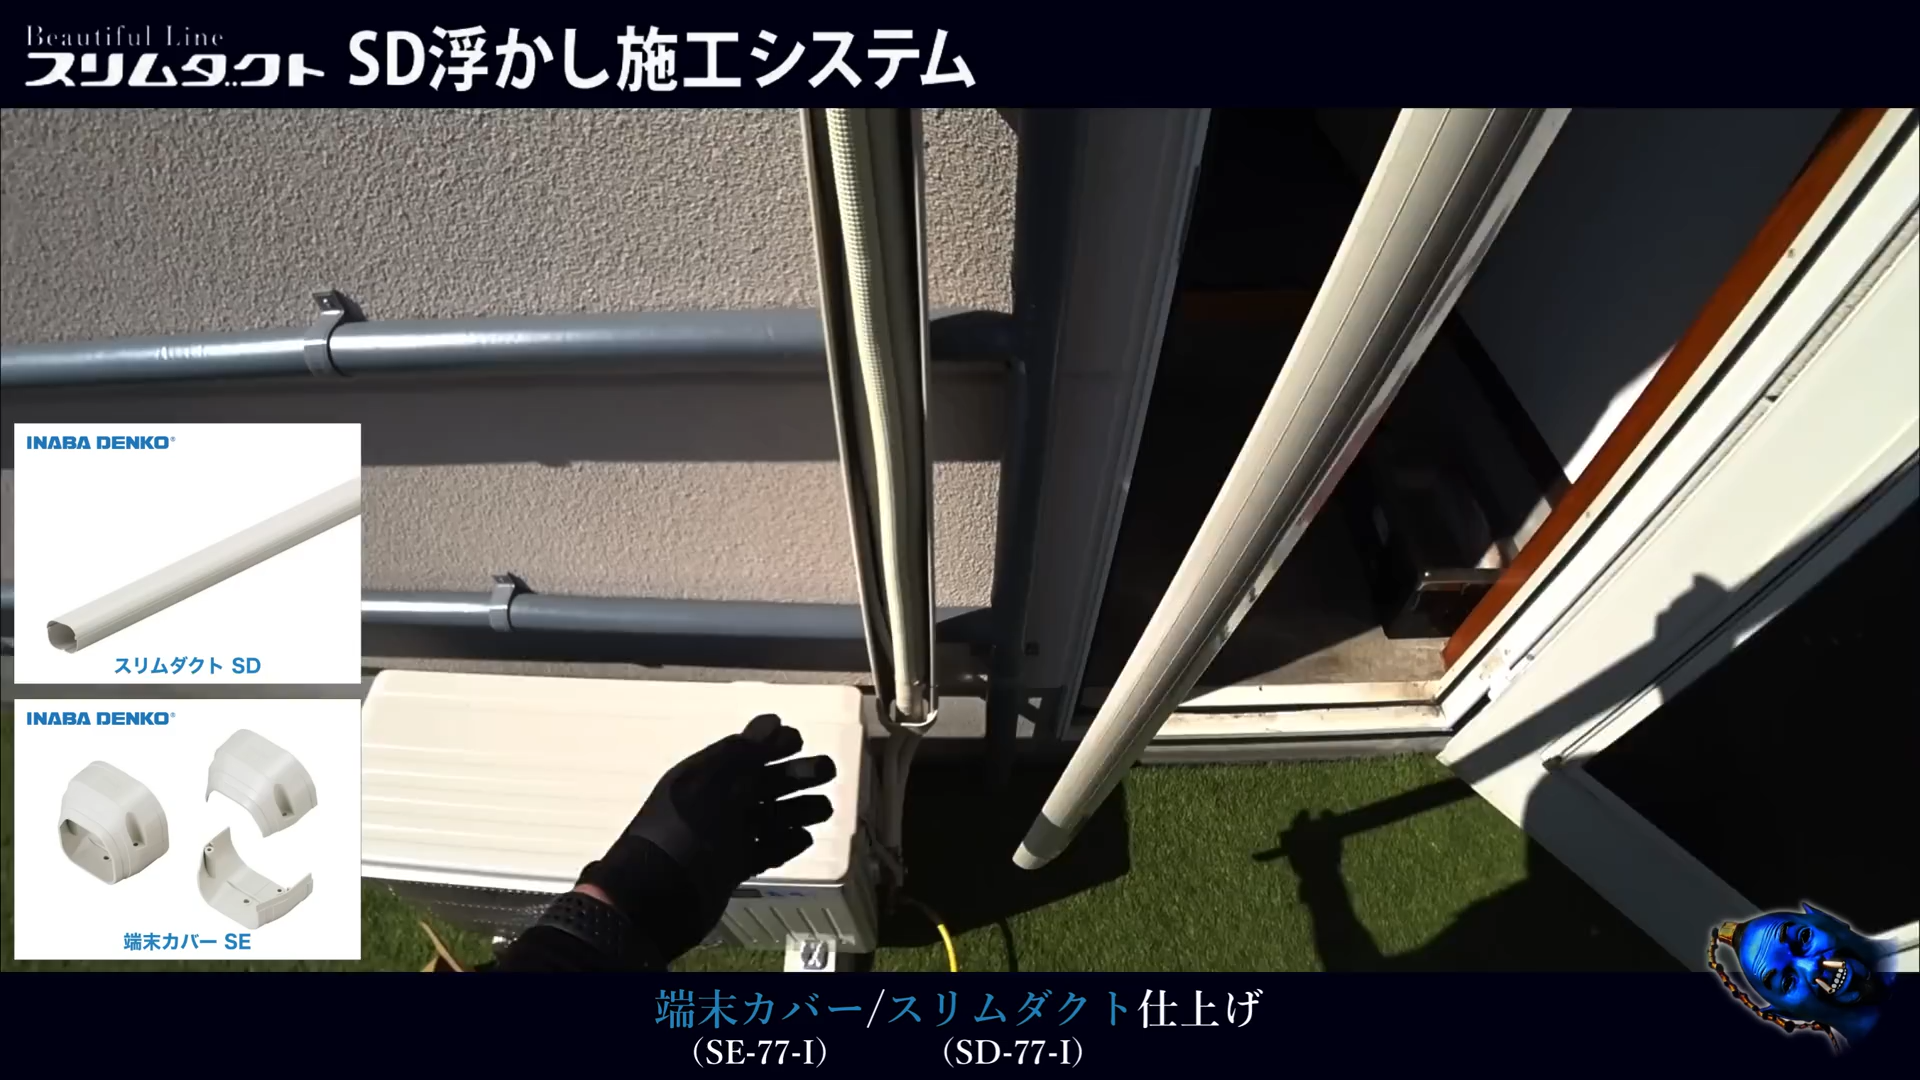 Beautiful Line
スリムダクト SD浮かし施工システム
INABA DENKO®
スリムダクト SD
INABA DENKO®
端末カバー SE
端末カバー/スリムダクト仕上げ
(SE-77-I) (SD-77-I)